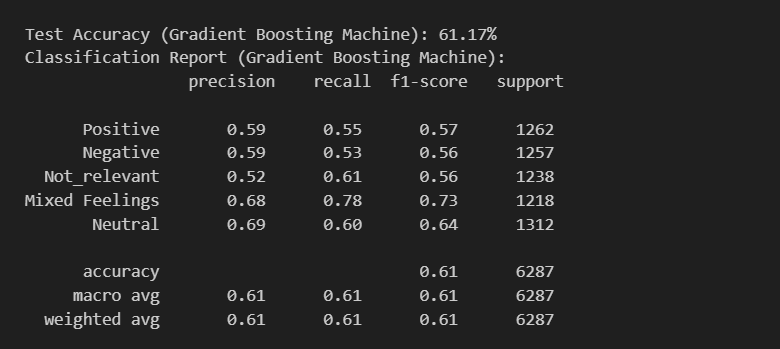 Test Accuracy (Gradient Boosting Machine): 61.17%
Classification Report (Gradient Boosting Machine):
precision recall f1-score support
Positive 0.59 0.55 0.57 1262
Negative 0.59 0.53 0.56 1257
Not_relevant 0.52 0.61 0.56 1238
Mixed Feelings 0.68 0.78 0.73 1218
Neutral 0.69 0.60 0.64 1312
accuracy 0.61 6287
macro avg 0.61 0.61 0.61 6287
weighted avg 0.61 0.61 0.61 6287